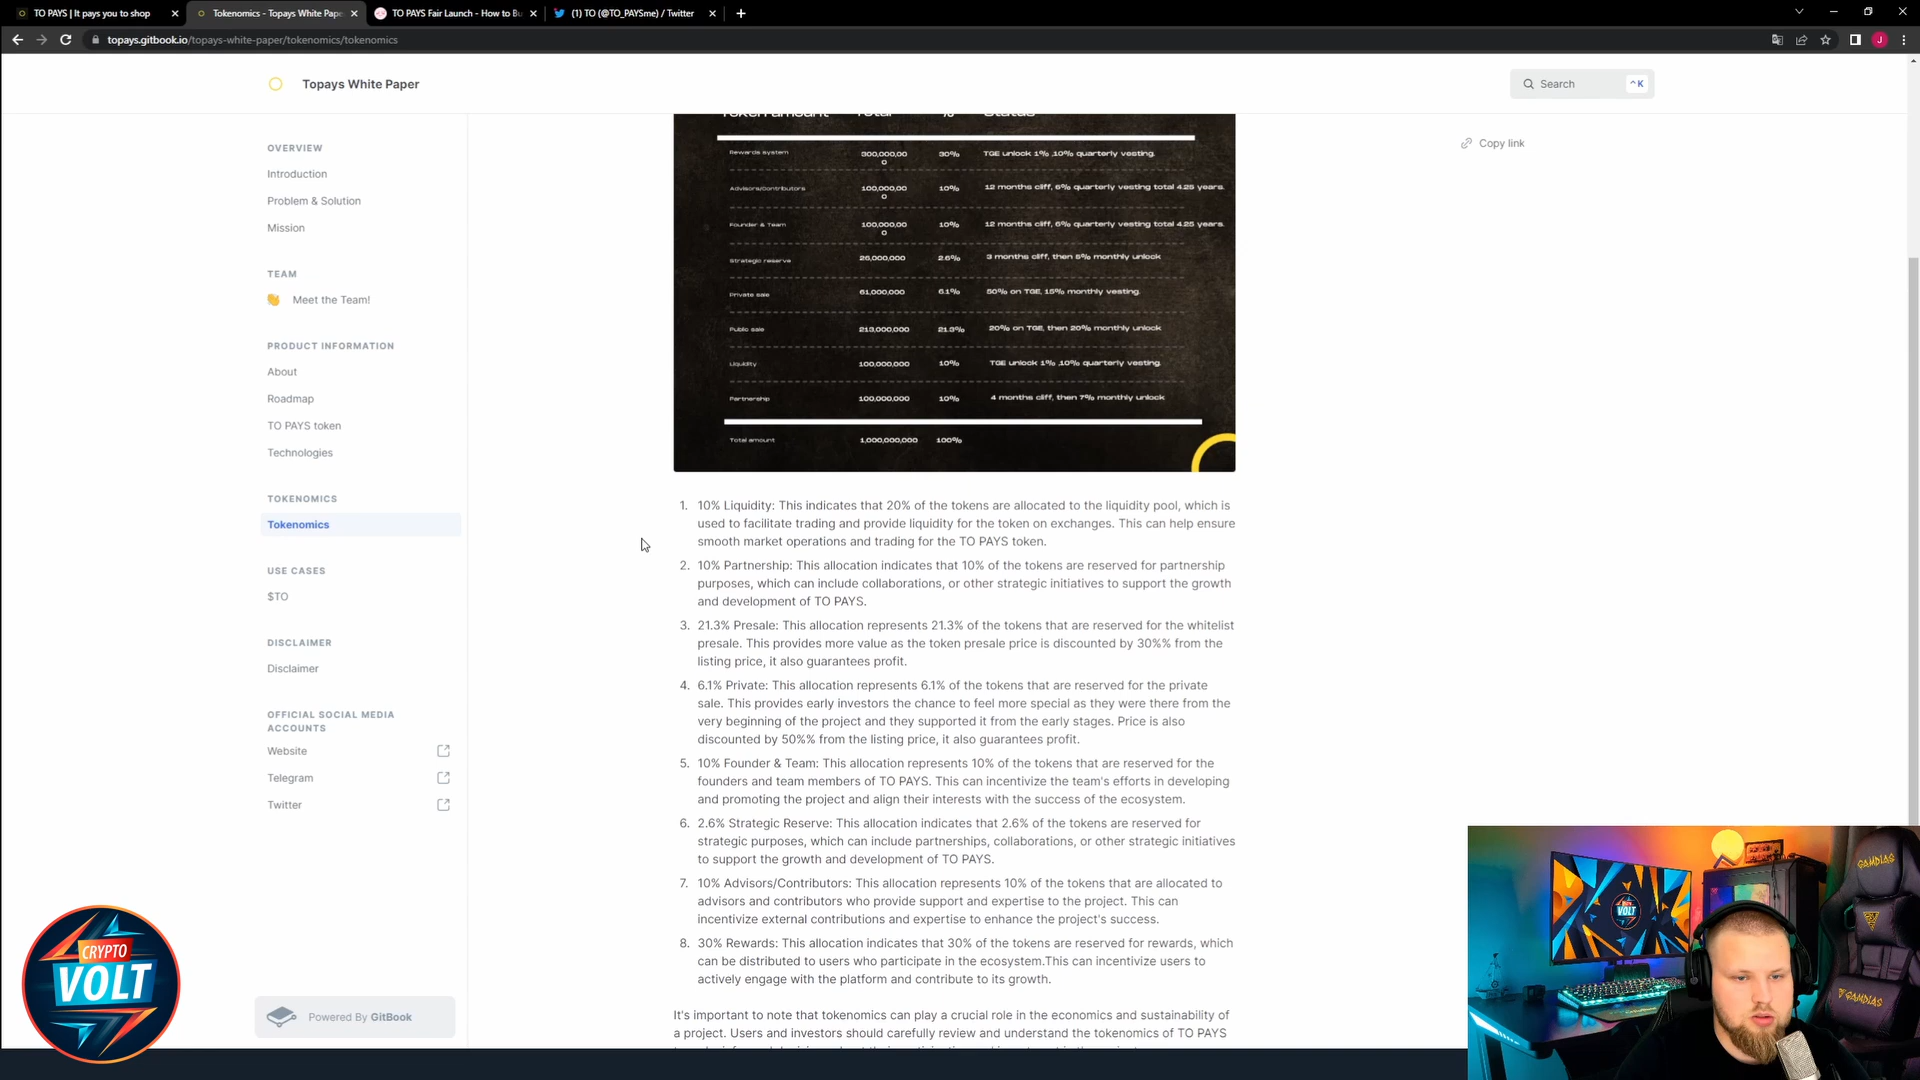 TO PAYS | It pays you to shop
Tokenomics - Topays White Pape
TO PAYS Fair Launch - How to Bu
(1) TO (@TO_PAYSme) / Twitter
topays.gitbook.io/topays-white-paper/tokenomics/tokenomics
J
Topays White Paper
Search
^K
Copy link
OVERVIEW
Introduction
Problem & Solution
Mission
TEAM
Meet the Team!
PRODUCT INFORMATION
About
Roadmap
TO PAYS token
Technologies
TOKENOMICS
Tokenomics
USE CASES
$TO
DISCLAIMER
Disclaimer
OFFICIAL SOCIAL MEDIA
ACCOUNTS
Website
Telegram
Twitter
Powered By GitBook
Token amount Total % Status
Rewards system 300,000,00 30% TGE unlock 1% ,10% quarterly vesting.
0
Advisors/Contributors 100,000,00 10% 12 months cliff, 6% quarterly vesting total 4.25 years.
0
Founder & Team 100,000,00 10% 12 months cliff, 6% quarterly vesting total 4.25 years.
0
Strategic reserve 26,000,000 2.6% 3 months cliff, then 5% monthly unlock
Private sale 61,000,000 6.1% 50% on TGE, 15% monthly vesting.
Public sale 213,000,000 21.3% 20% on TGE, then 20% monthly unlock
Liquidity 100,000,000 10% TGE unlock 1% ,10% quarterly vesting.
Partnership 100,000,000 10% 4 months cliff, then 7% monthly unlock
Total amount 1,000,000,000 100%
1. 10% Liquidity: This indicates that 20% of the tokens are allocated to the liquidity pool, which is
used to facilitate trading and provide liquidity for the token on exchanges. This can help ensure
smooth market operations and trading for the TO PAYS token.
2. 10% Partnership: This allocation indicates that 10% of the tokens are reserved for partnership
purposes, which can include collaborations, or other strategic initiatives to support the growth
and development of TO PAYS.
3. 21.3% Presale: This allocation represents 21.3% of the tokens that are reserved for the whitelist
presale. This provides more value as the token presale price is discounted by 30%% from the
listing price, it also guarantees profit.
4. 6.1% Private: This allocation represents 6.1% of the tokens that are reserved for the private
sale. This provides early investors the chance to feel more special as they were there from the
very beginning of the project and they supported it from the early stages. Price is also
discounted by 50%% from the listing price, it also guarantees profit.
5. 10% Founder & Team: This allocation represents 10% of the tokens that are reserved for the
founders and team members of TO PAYS. This can incentivize the team's efforts in developing
and promoting the project and align their interests with the success of the ecosystem.
6. 2.6% Strategic Reserve: This allocation indicates that 2.6% of the tokens are reserved for
strategic purposes, which can include partnerships, collaborations, or other strategic initiatives
to support the growth and development of TO PAYS.
7. 10% Advisors/Contributors: This allocation represents 10% of the tokens that are allocated to
advisors and contributors who provide support and expertise to the project. This can
incentivize external contributions and expertise to enhance the project's success.
8. 30% Rewards: This allocation indicates that 30% of the tokens are reserved for rewards, which
can be distributed to users who participate in the ecosystem.This can incentivize users to
actively engage with the platform and contribute to its growth.
It's important to note that tokenomics can play a crucial role in the economics and sustainability of
a project. Users and investors should carefully review and understand the tokenomics of TO PAYS
CRYPTO
VOLT
VOLT
GAMDIAS
GAMDIAS